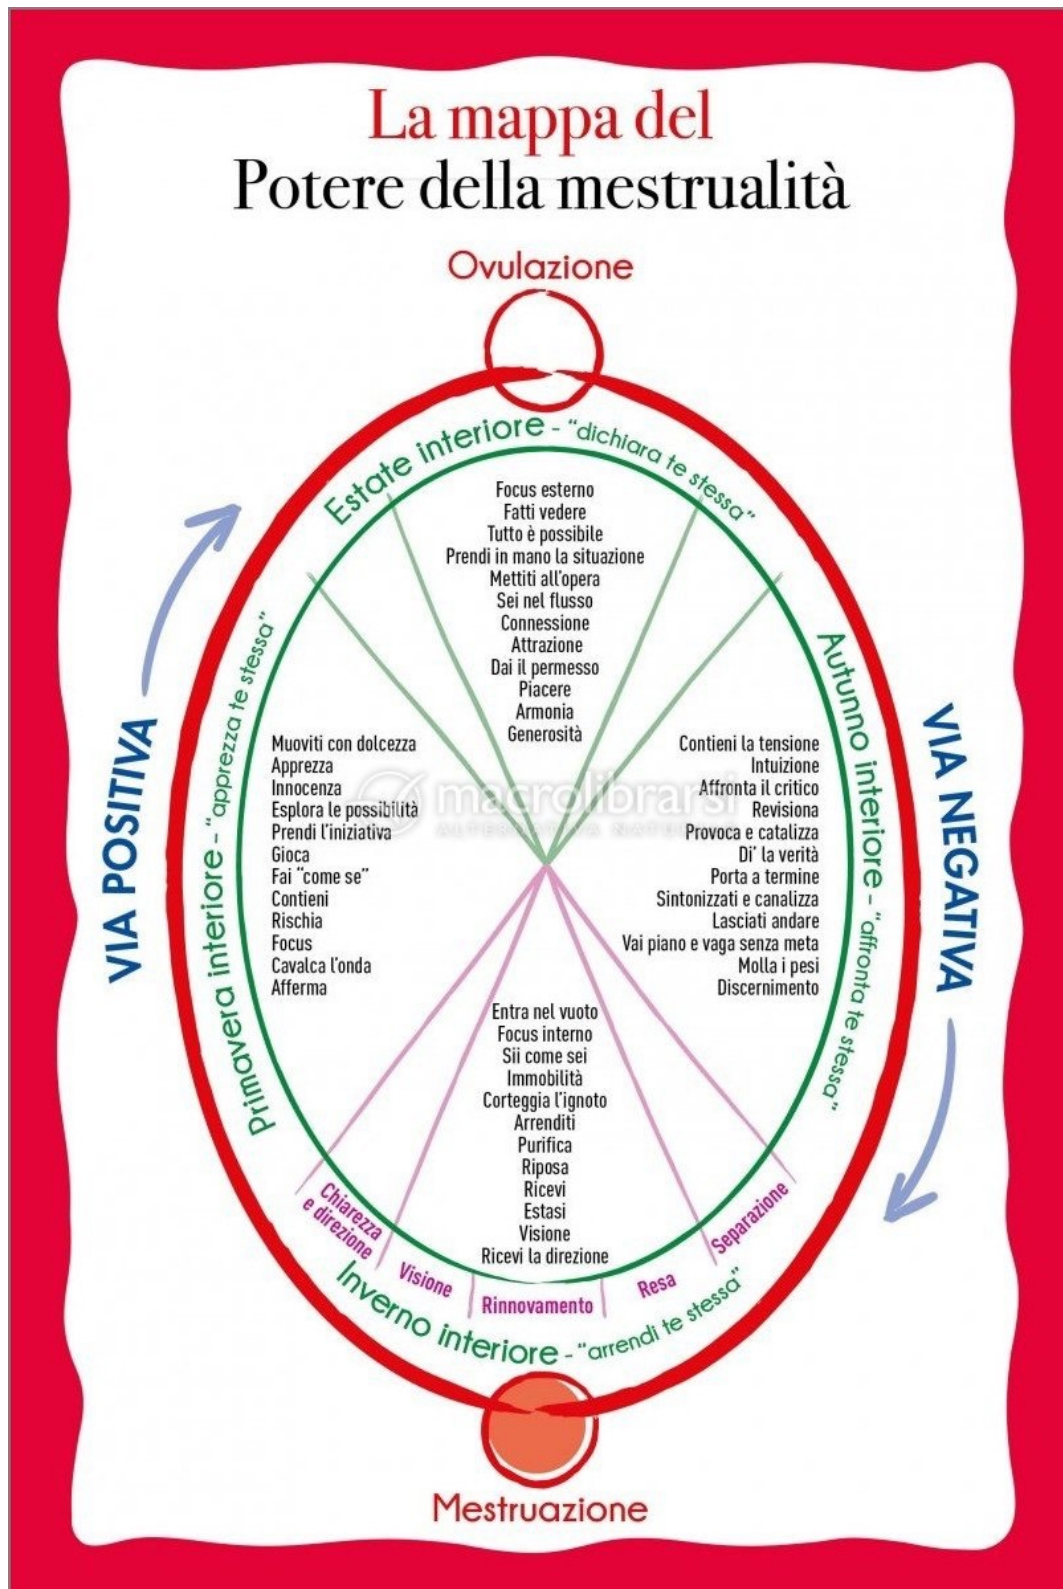 La mappa del
Potere della mestrualità
Ovulazione
Estate interiore - “dichiara te stessa”
Focus esterno
Fatti vedere
Tutto è possibile
Prendi in mano la situazione
Mettiti all'opera
Sei nel flusso
Connessione
Attrazione
Dai il permesso
Piacere
Armonia
Generosità
VIA POSITIVA
Primavera interiore - “apprezza te stessa”
Muoviti con dolcezza
Apprezza
Innocenza
Esplora le possibilità
Prendi l'iniziativa
Gioca
Fai “come se”
Contieni
Rischia
Focus
Cavalca l'onda
Afferma
macrolibrarsi
ALTERNATIVA NATURALE
Contieni la tensione
Intuizione
Affronta il critico
Revisiona
Provoca e catalizza
Di' la verità
Porta a termine
Sintonizzati e canalizza
Lasciati andare
Vai piano e vaga senza meta
Molla i pesi
Discernimento
Autunno interiore - “affronta te stessa”
VIA NEGATIVA
Entra nel vuoto
Focus interno
Sii come sei
Immobilità
Corteggia l'ignoto
Arrenditi
Purifica
Riposa
Ricevi
Estasi
Visione
Ricevi la direzione
Chiarezza
e direzione
Visione
Rinnovamento
Resa
Separazione
Inverno interiore - “arrendi te stessa”
Mestruazione